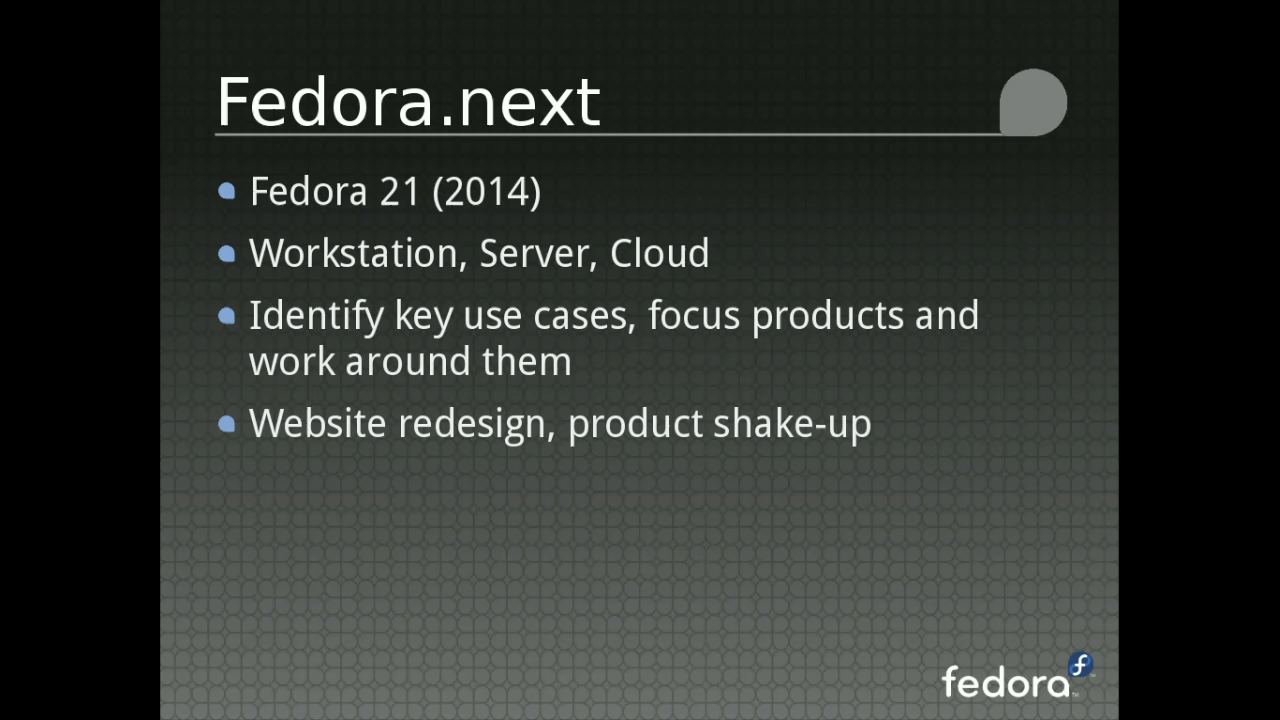 Fedora.next
Fedora 21 (2014)
Workstation, Server, Cloud
Identify key use cases, focus products and
work around them
Website redesign, product shake-up
fedora